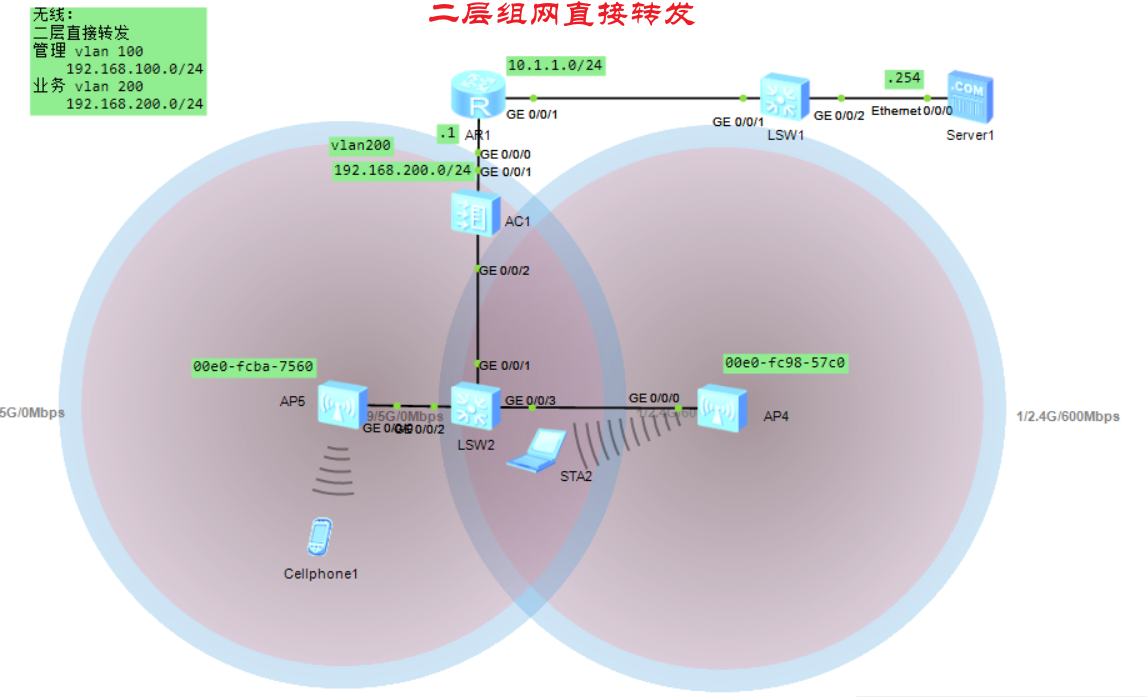 二层组网直接转发
无线:
二层直接转发
管理 vlan 100
192.168.100.0/24
业务 vlan 200
192.168.200.0/24
10.1.1.0/24
.254
.COM
R
GE 0/0/1
GE 0/0/1
GE 0/0/2
Ethernet 0/0/0
AR1
LSW1
Server1
.1
vlan200
GE 0/0/0
192.168.200.0/24
GE 0/0/1
AC1
GE 0/0/2
00e0-fcba-7560
GE 0/0/1
00e0-fc98-57c0
AP5
GE 0/0/3
GE 0/0/0
AP4
5G/0Mbps
9/5G/0Mbps
1/2.4G/60
1/2.4G/600Mbps
GE 0/0/2
LSW2
STA2
Cellphone1